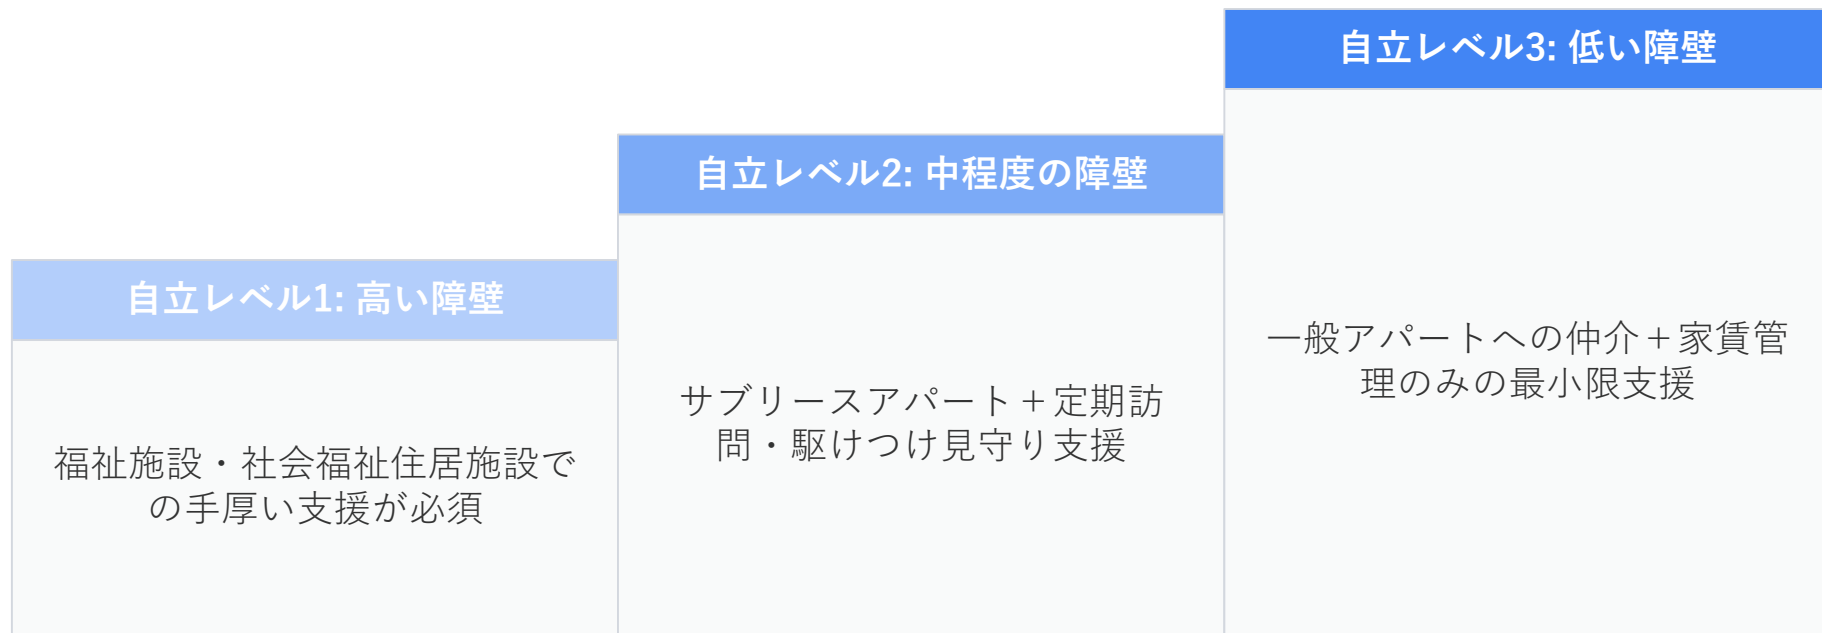 自立レベル1: 高い障壁
福祉施設・社会福祉住居施設で
の手厚い支援が必須
自立レベル2: 中程度の障壁
サブリースアパート＋定期訪
問・駆けつけ見守り支援
自立レベル3: 低い障壁
一般アパートへの仲介＋家賃管
理のみの最小限支援